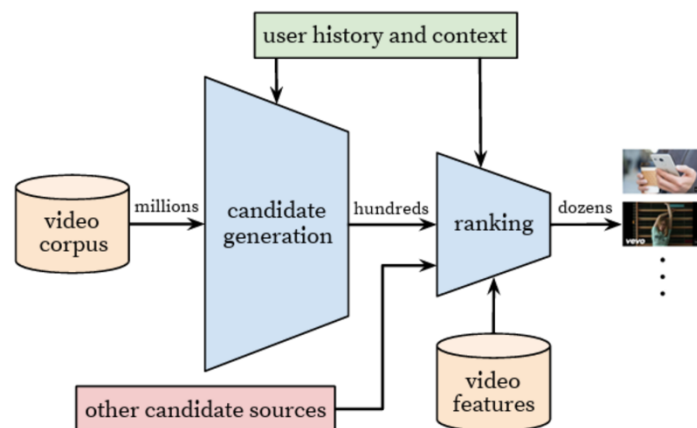 user history and context
video
corpus
millions
candidate
generation
hundreds
ranking
dozens
vevo
other candidate sources
video
features